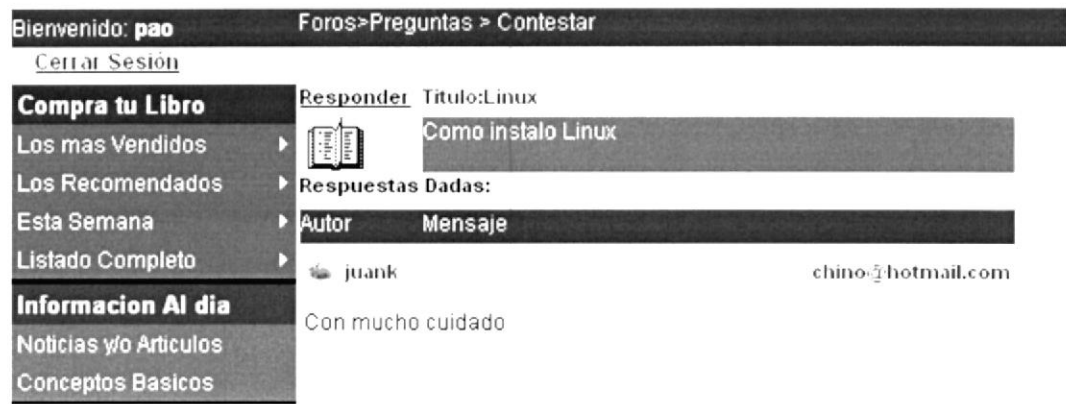 Bienvenido: pao
Foros>Preguntas > Contestar
Cerrar Sesión
Compra tu Libro
Los mas Vendidos
Los Recomendados
Esta Semana
Listado Completo
Informacion Al dia
Noticias y/o Articulos
Conceptos Basicos
Responder Titulo:Linux
Como instalo Linux
Respuestas Dadas:
Autor Mensaje
juank chino@hotmail.com
Con mucho cuidado